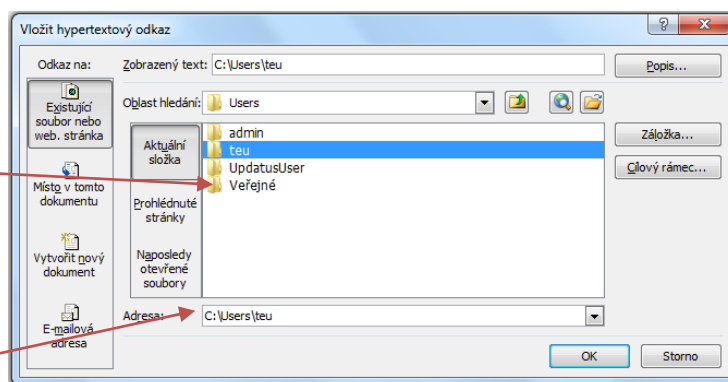 Vložit hypertextový odkaz
Odkaz na:
Zobrazený text: C:\Users\teu
Popis...
Existující
soubor nebo
web. stránka
Oblast hledání: Users
Místo v tomto
dokumentu
Vytvořit nový
dokument
E-mailová
adresa
Aktuální
složka
Prohlédnuté
stránky
Naposledy
otevřené
soubory
admin
teu
UpdatusUser
Veřejné
Záložka...
Cílový rámec...
Adresa: C:\Users\teu
OK
Storno